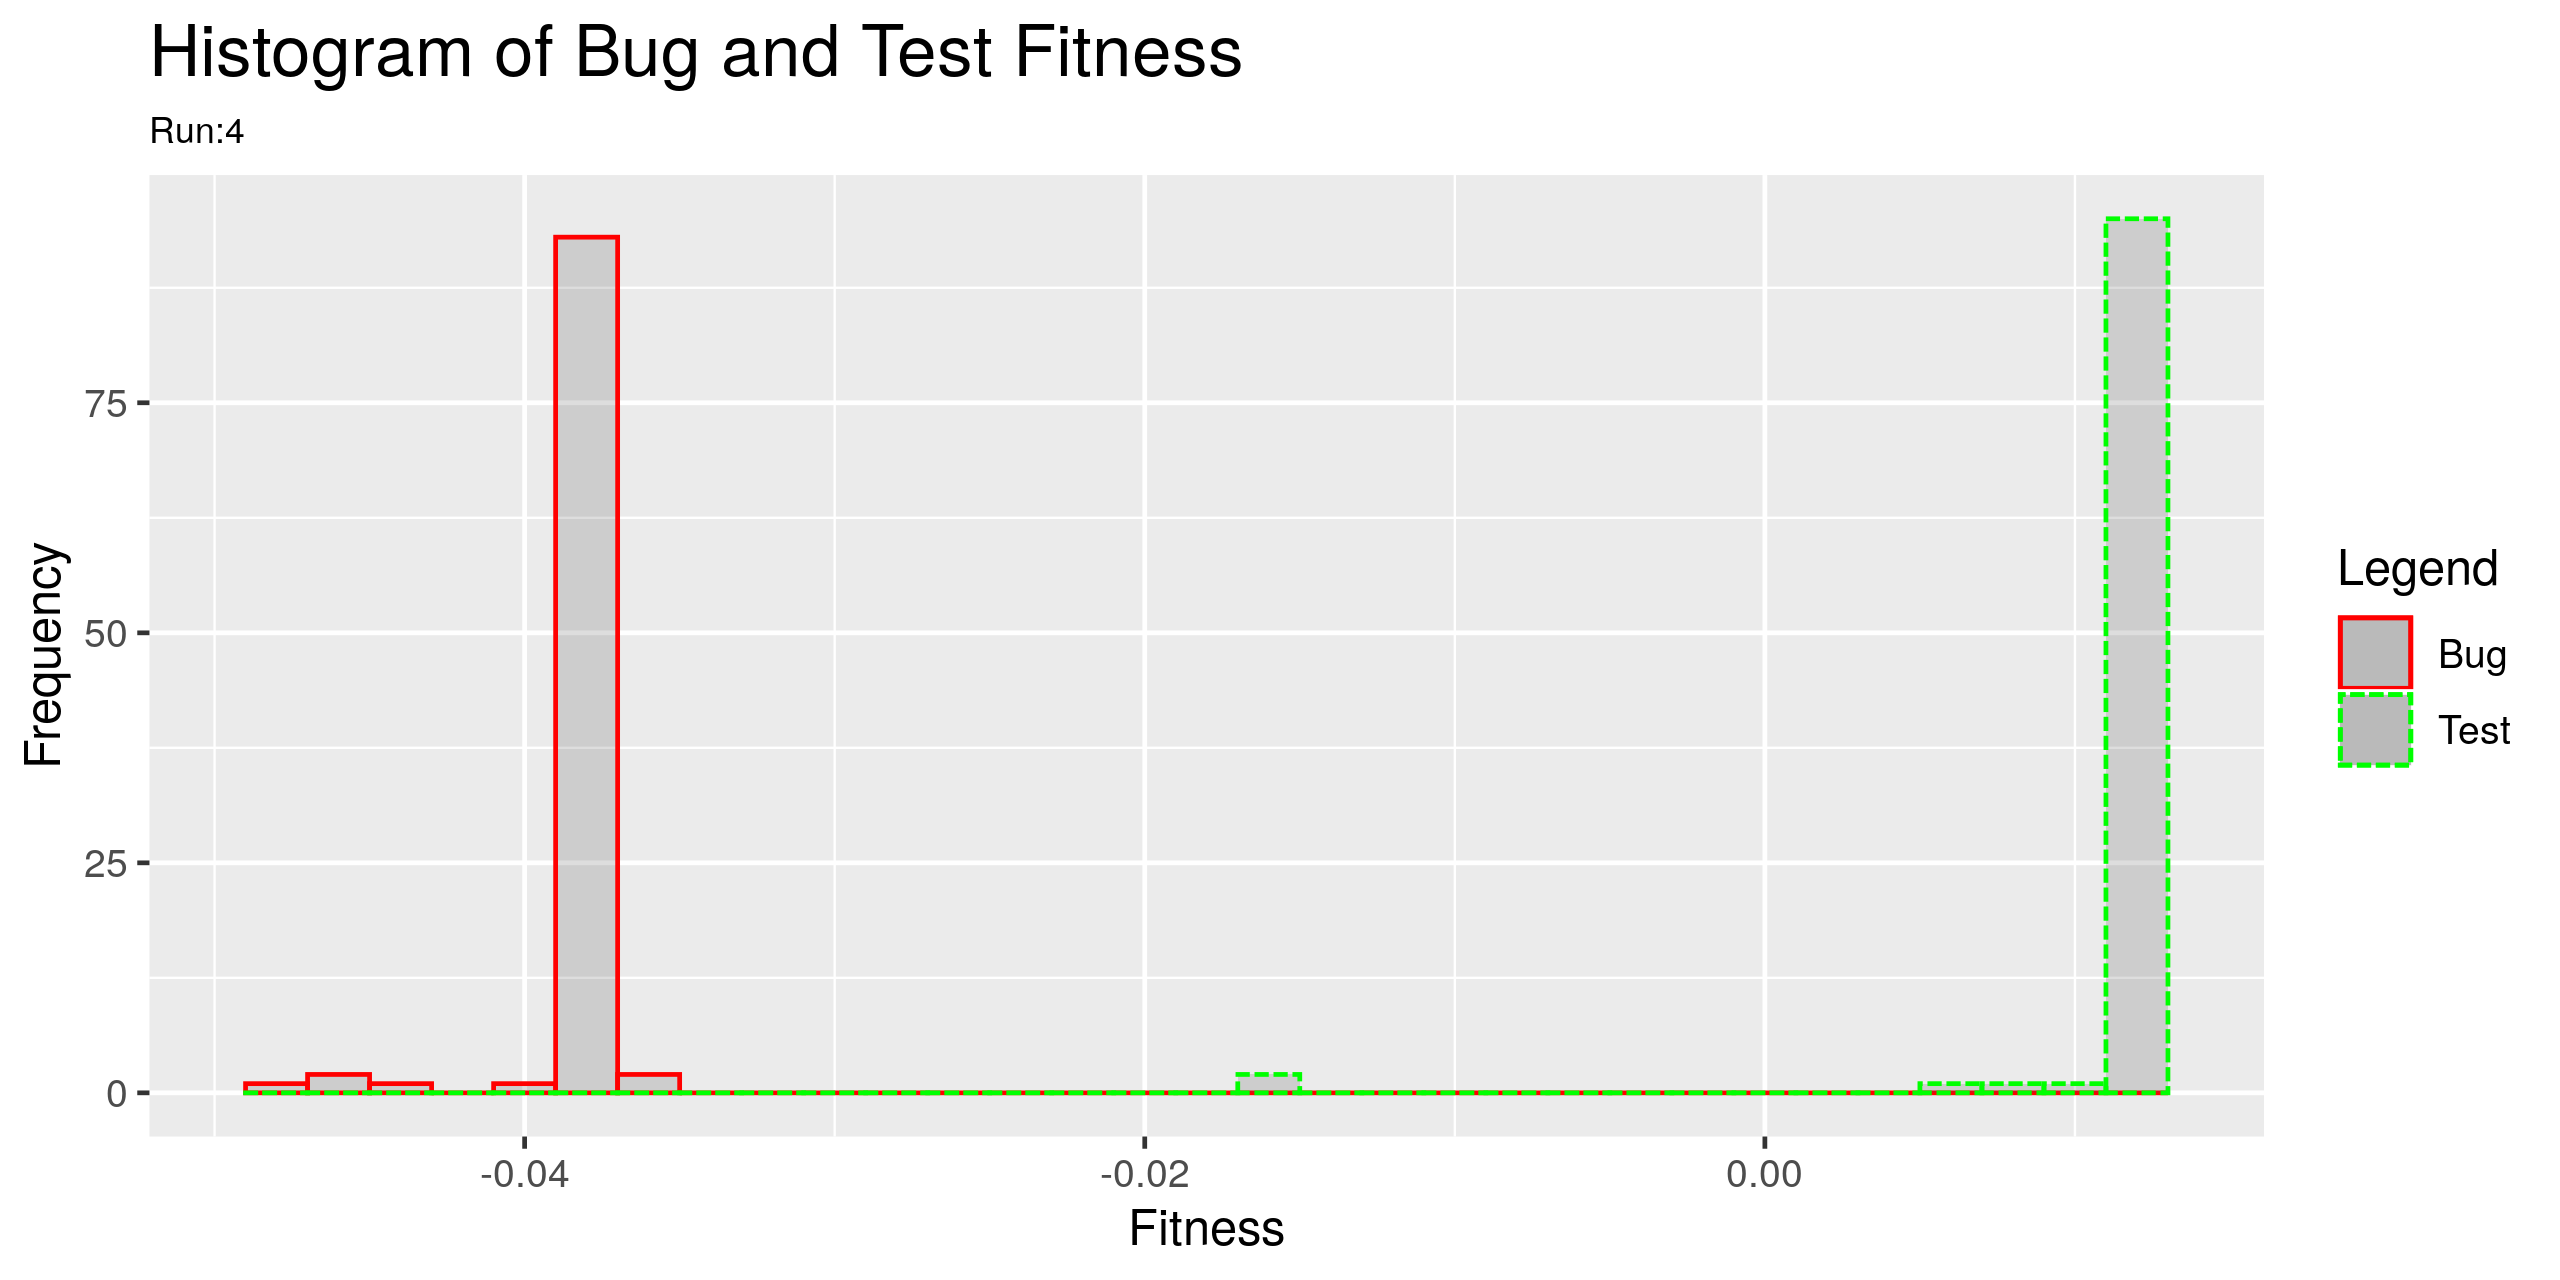 Histogram of Bug and Test Fitness
Run:4
Frequency
75
50
25
0
-0.04
-0.02
0.00
Fitness
Legend
Bug
Test